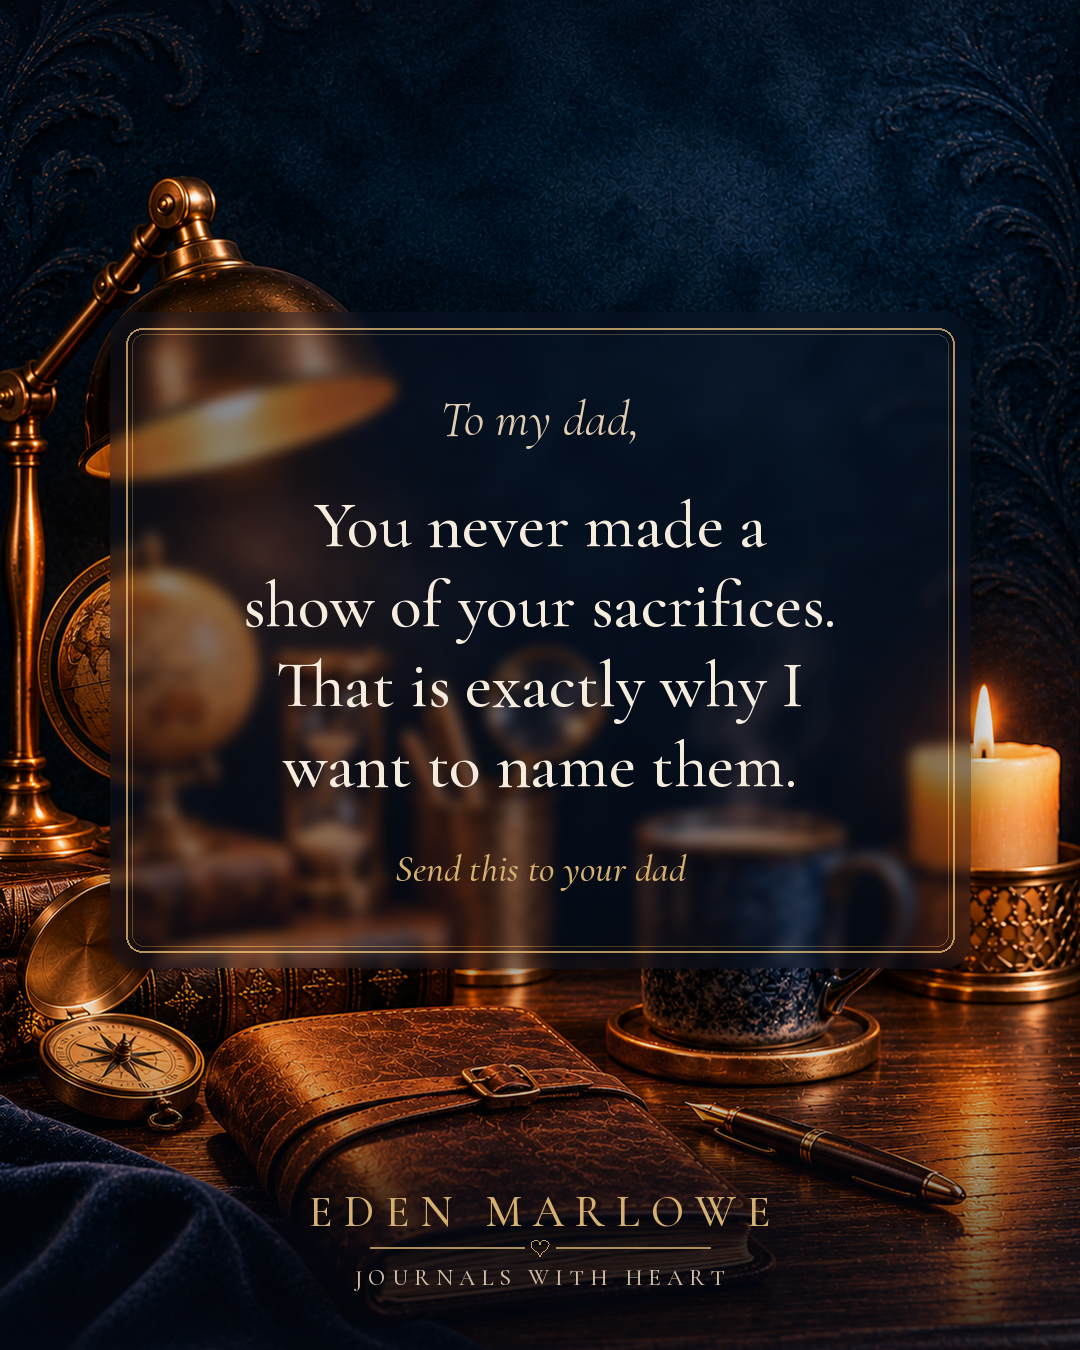 To my dad,
You never made a
show of your sacrifices.
That is exactly why I
want to name them.
Send this to your dad
EDEN MARLOWE
JOURNALS WITH HEART